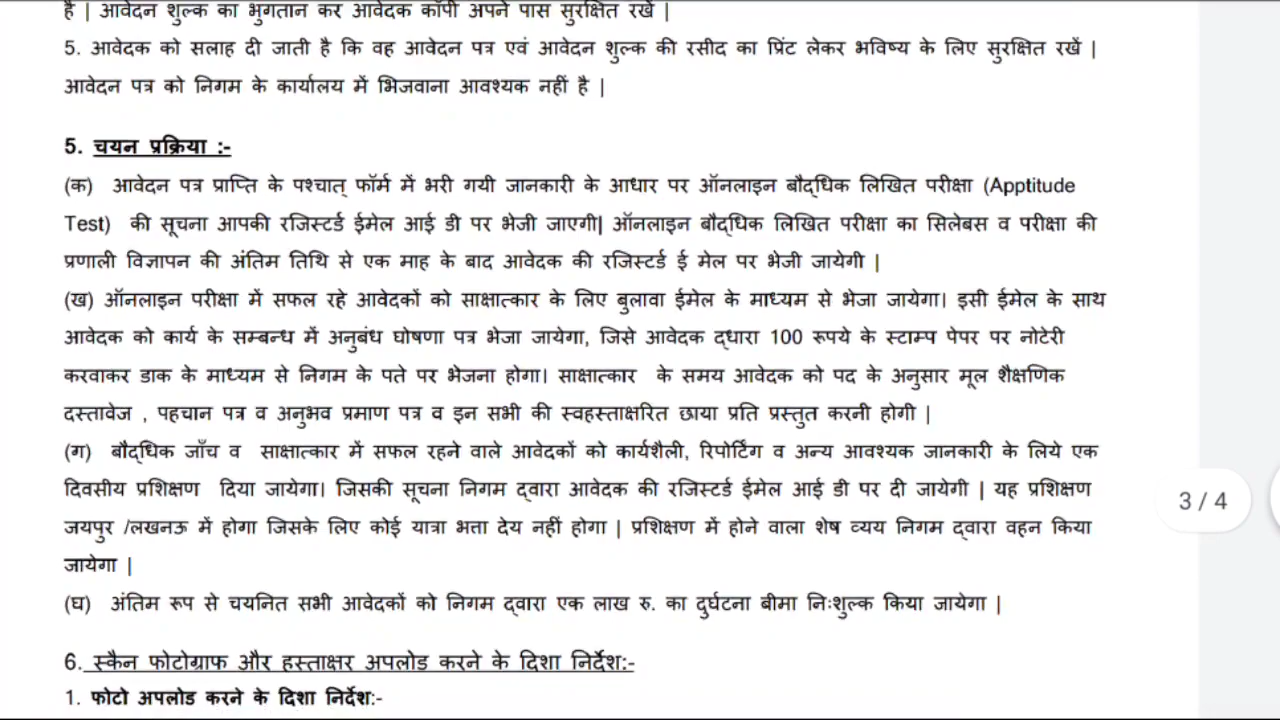 है | आवेदन शुल्क का भुगतान कर आवेदक कॉपी अपने पास सुरक्षित रखें |
5. आवेदक को सलाह दी जाती है कि वह आवेदन पत्र एवं आवेदन शुल्क की रसीद का प्रिंट लेकर भविष्य के लिए सुरक्षित रखें |
आवेदन पत्र को निगम के कार्यालय में भिजवाना आवश्यक नहीं है |
5. चयन प्रक्रिया :-
(क) आवेदन पत्र प्राप्ति के पश्चात् फॉर्म में भरी गयी जानकारी के आधार पर ऑनलाइन बौद्धिक लिखित परीक्षा (Apptitude
Test) की सूचना आपकी रजिस्टर्ड ईमेल आई डी पर भेजी जाएगी| ऑनलाइन बौद्धिक लिखित परीक्षा का सिलेबस व परीक्षा की
प्रणाली विज्ञापन की अंतिम तिथि से एक माह के बाद आवेदक की रजिस्टर्ड ई मेल पर भेजी जायेगी |
(ख) ऑनलाइन परीक्षा में सफल रहे आवेदकों को साक्षात्कार के लिए बुलावा ईमेल के माध्यम से भेजा जायेगा। इसी ईमेल के साथ
आवेदक को कार्य के सम्बन्ध में अनुबंध घोषणा पत्र भेजा जायेगा, जिसे आवेदक द्धारा 100 रूपये के स्टाम्प पेपर पर नोटेरी
करवाकर डाक के माध्यम से निगम के पते पर भेजना होगा। साक्षात्कार के समय आवेदक को पद के अनुसार मूल शैक्षणिक
दस्तावेज , पहचान पत्र व अनुभव प्रमाण पत्र व इन सभी की स्वहस्ताक्षरित छाया प्रति प्रस्तुत करनी होगी |
(ग) बौद्धिक जाँच व साक्षात्कार में सफल रहने वाले आवेदकों को कार्यशैली, रिपोर्टिंग व अन्य आवश्यक जानकारी के लिये एक
दिवसीय प्रशिक्षण दिया जायेगा। जिसकी सूचना निगम द्वारा आवेदक की रजिस्टर्ड ईमेल आई डी पर दी जायेगी | यह प्रशिक्षण
जयपुर /लखनऊ में होगा जिसके लिए कोई यात्रा भत्ता देय नहीं होगा | प्रशिक्षण में होने वाला शेष व्यय निगम द्वारा वहन किया
जायेगा |
(घ) अंतिम रूप से चयनित सभी आवेदकों को निगम द्वारा एक लाख रु. का दुर्घटना बीमा निःशुल्क किया जायेगा |
6. स्कैन फोटोग्राफ और हस्ताक्षर अपलोड करने के दिशा निर्देश:-
1. फोटो अपलोड करने के दिशा निर्देश:-
3 / 4